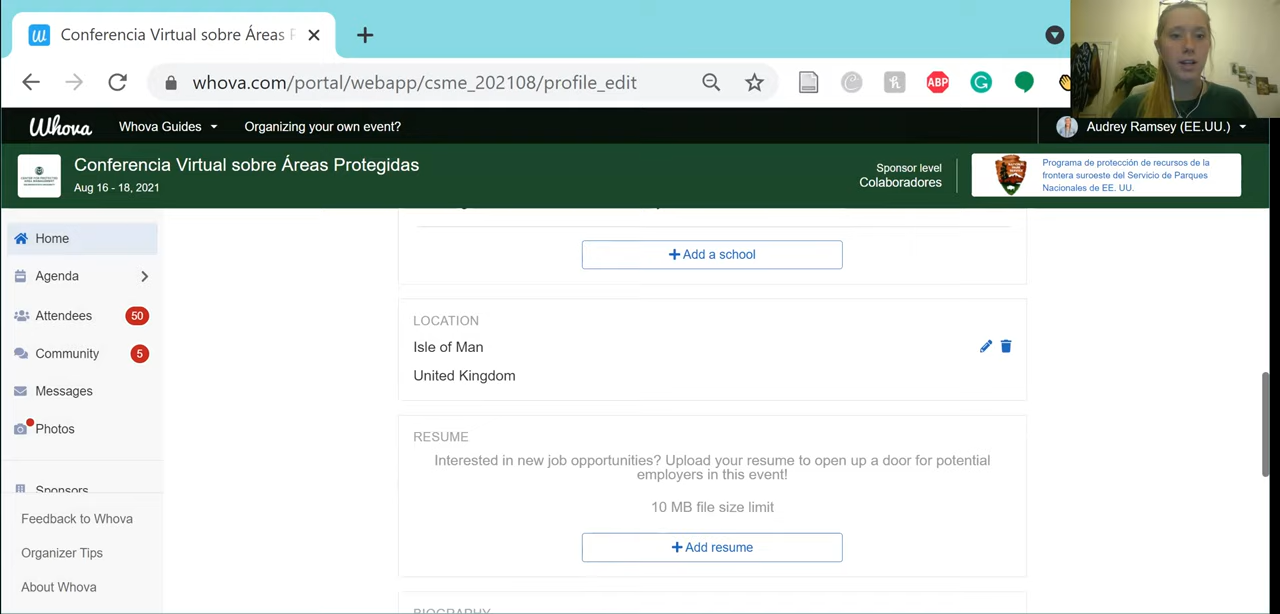 Conferencia Virtual sobre Áreas P
whova.com/portal/webapp/csme_202108/profile_edit
ABP
Whova
Whova Guides
Organizing your own event?
Audrey Ramsey (EE.UU.)
Conferencia Virtual sobre Áreas Protegidas
Aug 16 - 18, 2021
Sponsor level
Colaboradores
Programa de protección de recursos de la
frontera suroeste del Servicio de Parques
Nacionales de EE. UU.
Home
Agenda
Attendees 50
Community 5
Messages
Photos
Sponsors
Feedback to Whova
Organizer Tips
About Whova
+ Add a school
LOCATION
Isle of Man
United Kingdom
RESUME
Interested in new job opportunities? Upload your resume to open up a door for potential
employers in this event!
10 MB file size limit
+ Add resume
BIOGRAPHY